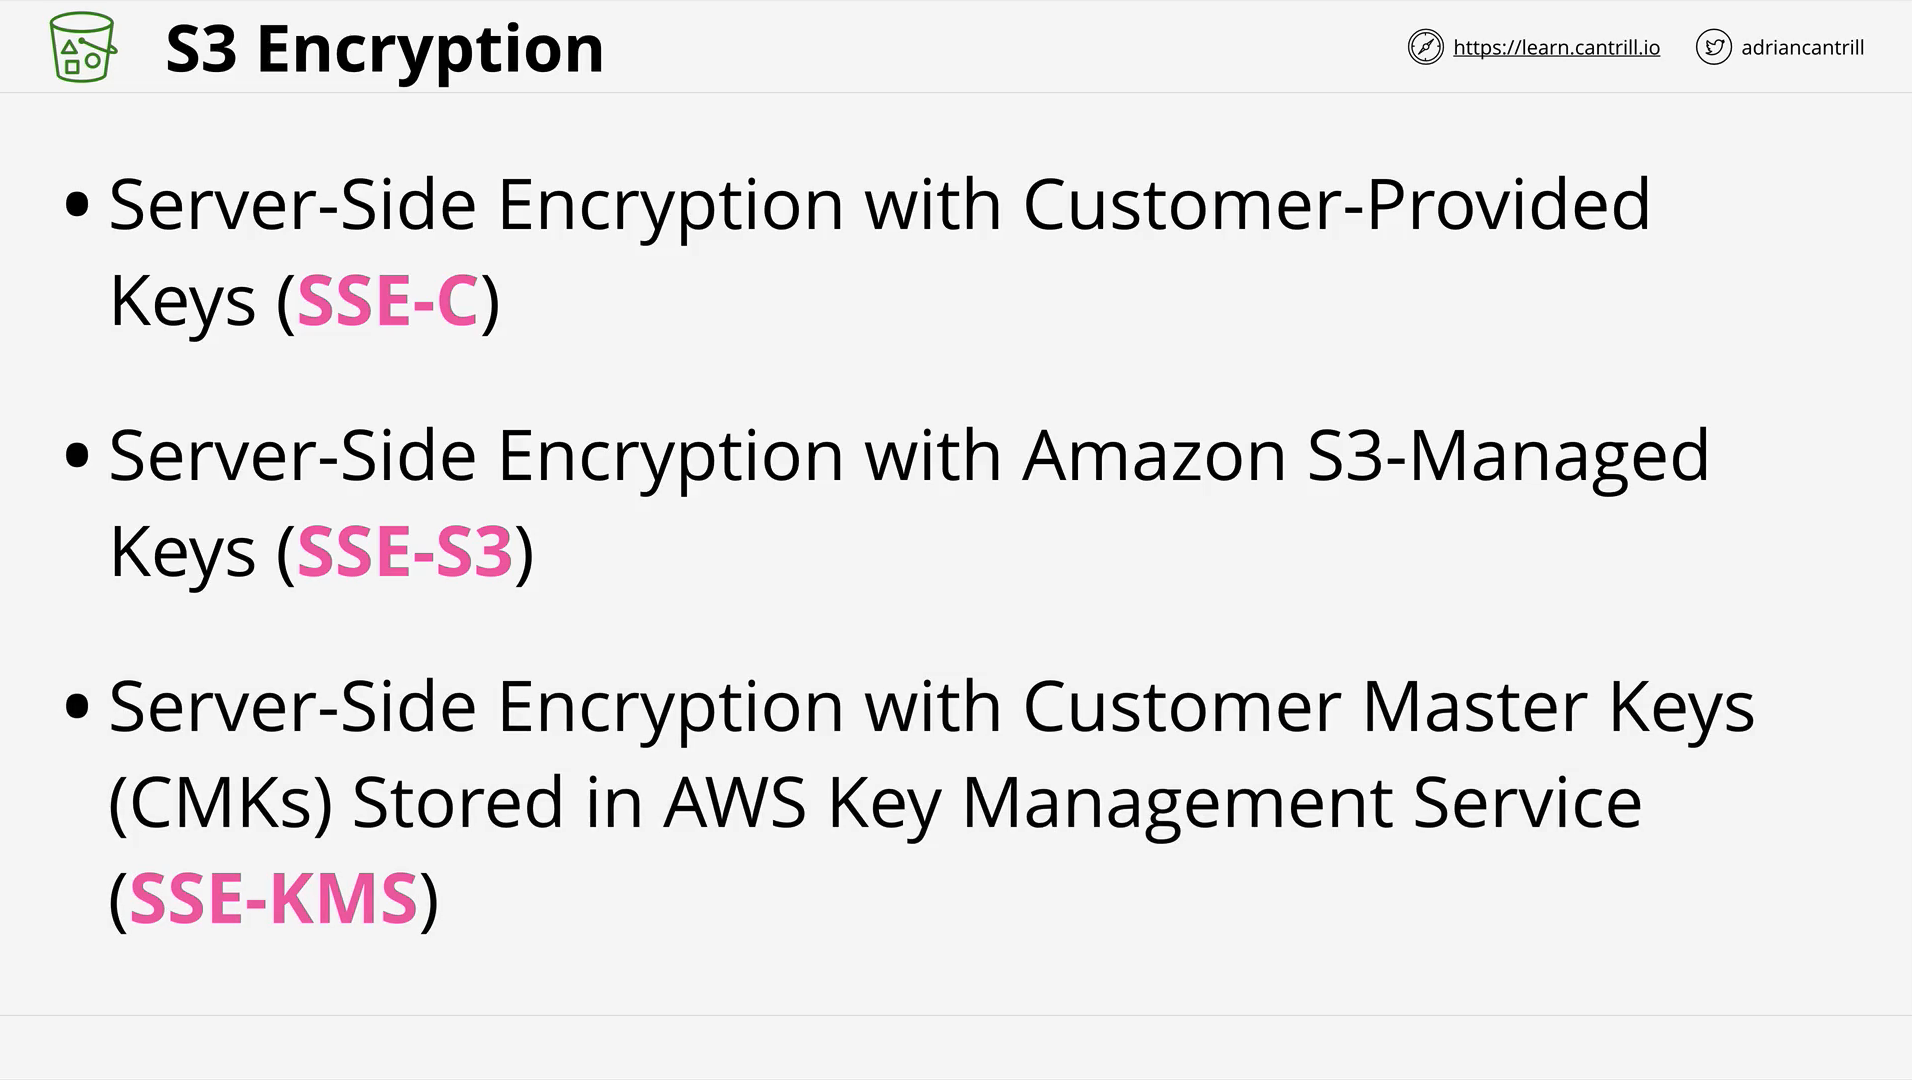 S3 Encryption
https://learn.cantrill.io
adriancantrill
• Server-Side Encryption with Customer-Provided
Keys (SSE-C)
• Server-Side Encryption with Amazon S3-Managed
Keys (SSE-S3)
• Server-Side Encryption with Customer Master Keys
(CMKs) Stored in AWS Key Management Service
(SSE-KMS)